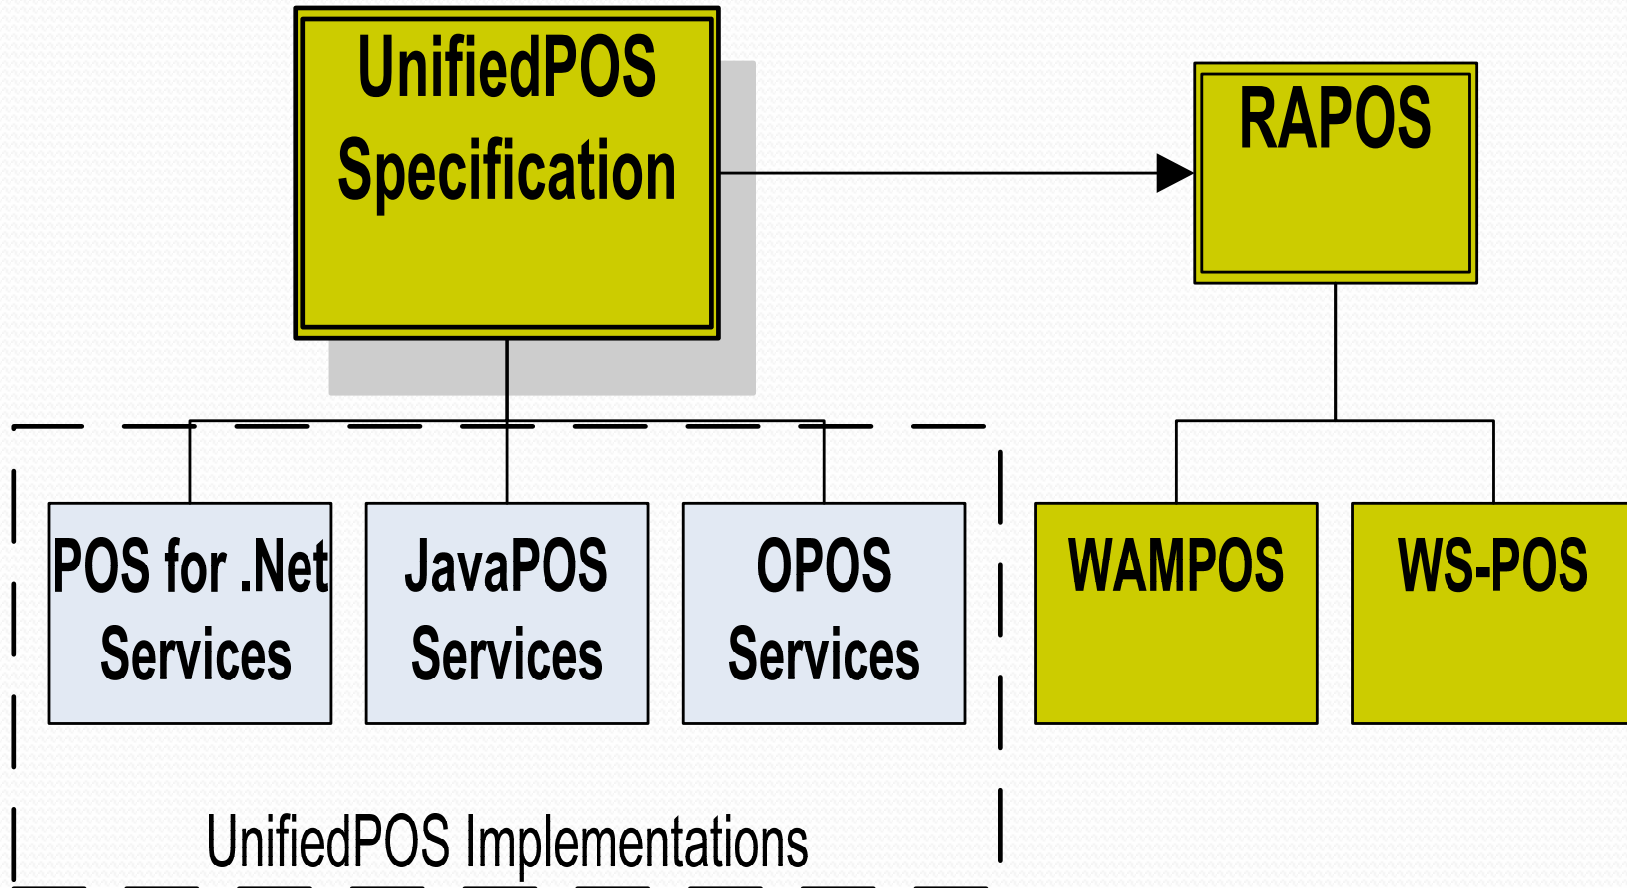 UnifiedPOS
Specification
RAPOS
POS for .Net
Services
JavaPOS
Services
OPOS
Services
WAMPOS
WS-POS
UnifiedPOS Implementations